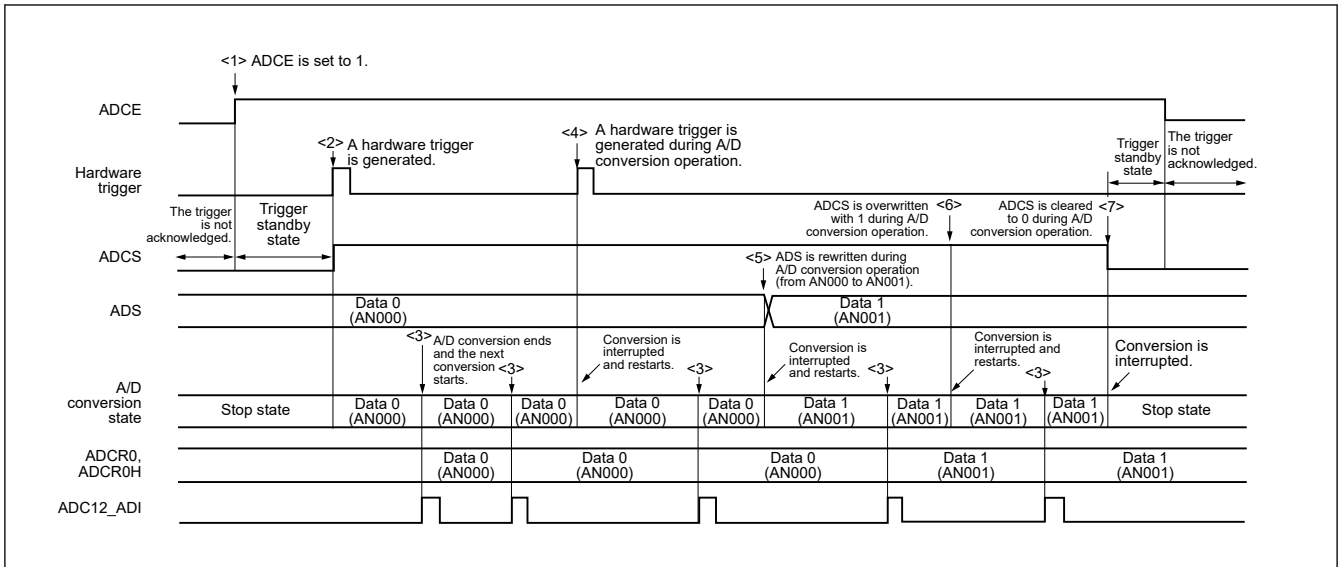 <1> ADCE is set to 1.
ADCE
<2> A hardware trigger
is generated.
<4> A hardware trigger is
generated during A/D
conversion operation.
Trigger
standby
state
The trigger
is not
acknowledged.
Hardware
trigger
The trigger
is not
acknowledged.
Trigger
standby
state
ADCS is overwritten <6>
with 1 during A/D
conversion operation.
ADCS is cleared <7>
to 0 during A/D
conversion operation.
ADCS
<5> ADS is rewritten during
A/D conversion operation
(from AN000 to AN001).
ADS
Data 0
(AN000)
Data 1
(AN001)
<3> A/D conversion ends
and the next
conversion
starts. <3>
Conversion is
interrupted
and restarts.
<3>
Conversion is
interrupted
and restarts.
<3>
Conversion is
interrupted and
restarts.
<3>
Conversion is
interrupted.
A/D
conversion
state
Stop state
Data 0
(AN000)
Data 0
(AN000)
Data 0
(AN000)
Data 0
(AN000)
Data 0
(AN000)
Data 1
(AN001)
Data 1
(AN001)
Data 1
(AN001)
Data 1
(AN001)
Stop state
ADCR0,
ADCR0H
Data 0
(AN000)
Data 0
(AN000)
Data 0
(AN000)
Data 1
(AN001)
Data 1
(AN001)
ADC12_ADI